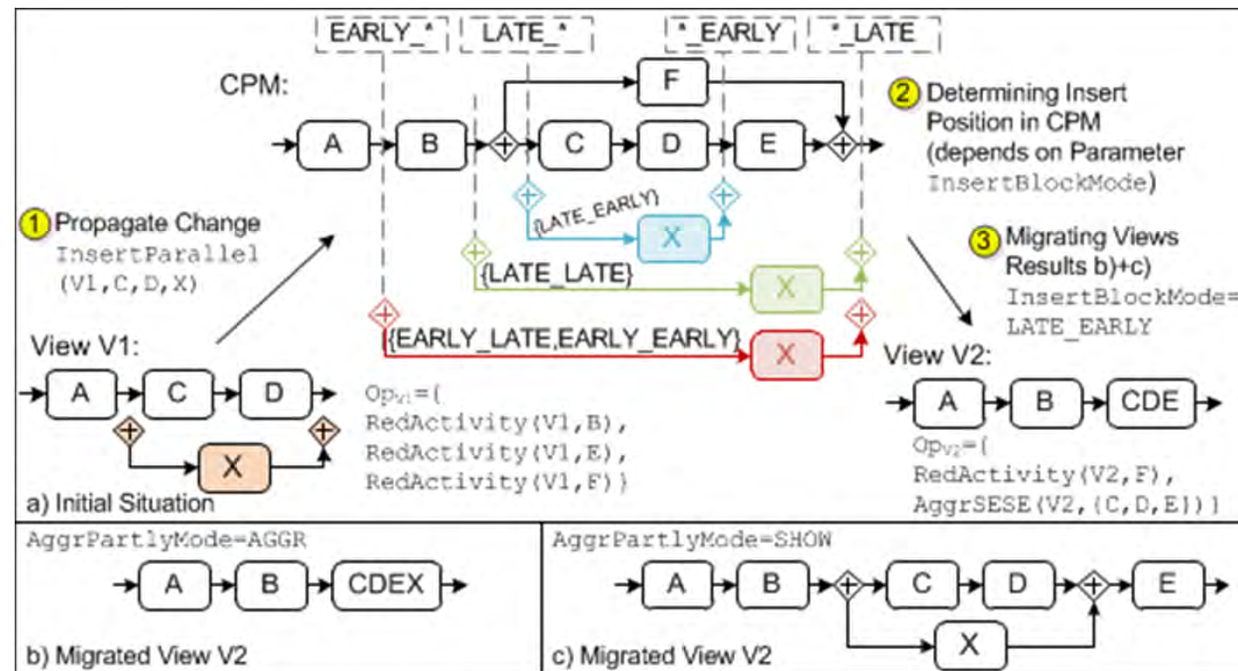 EARLY_* LATE_* *_EARLY *_LATE
CPM:
F
A B C D E
2 Determining Insert
Position in CPM
(depends on Parameter
InsertBlockMode)
{LATE_EARLY}
X
{LATE_LATE}
X
{EARLY_LATE,EARLY_EARLY}
X
1 Propagate Change
InsertParallel
(V1,C,D,X)
3 Migrating Views
Results b)+c)
InsertBlockMode=
LATE_EARLY
View V1:
A C D
X
Op_V1={
RedActivity(V1,B),
RedActivity(V1,E),
RedActivity(V1,F)}
View V2:
A B CDE
Op_V2={
RedActivity(V2,F),
AggrSESE(V2,{C,D,E})}
a) Initial Situation
AggrPartlyMode=AGGR
A B CDEX
b) Migrated View V2
AggrPartlyMode=SHOW
A B C D E
X
c) Migrated View V2